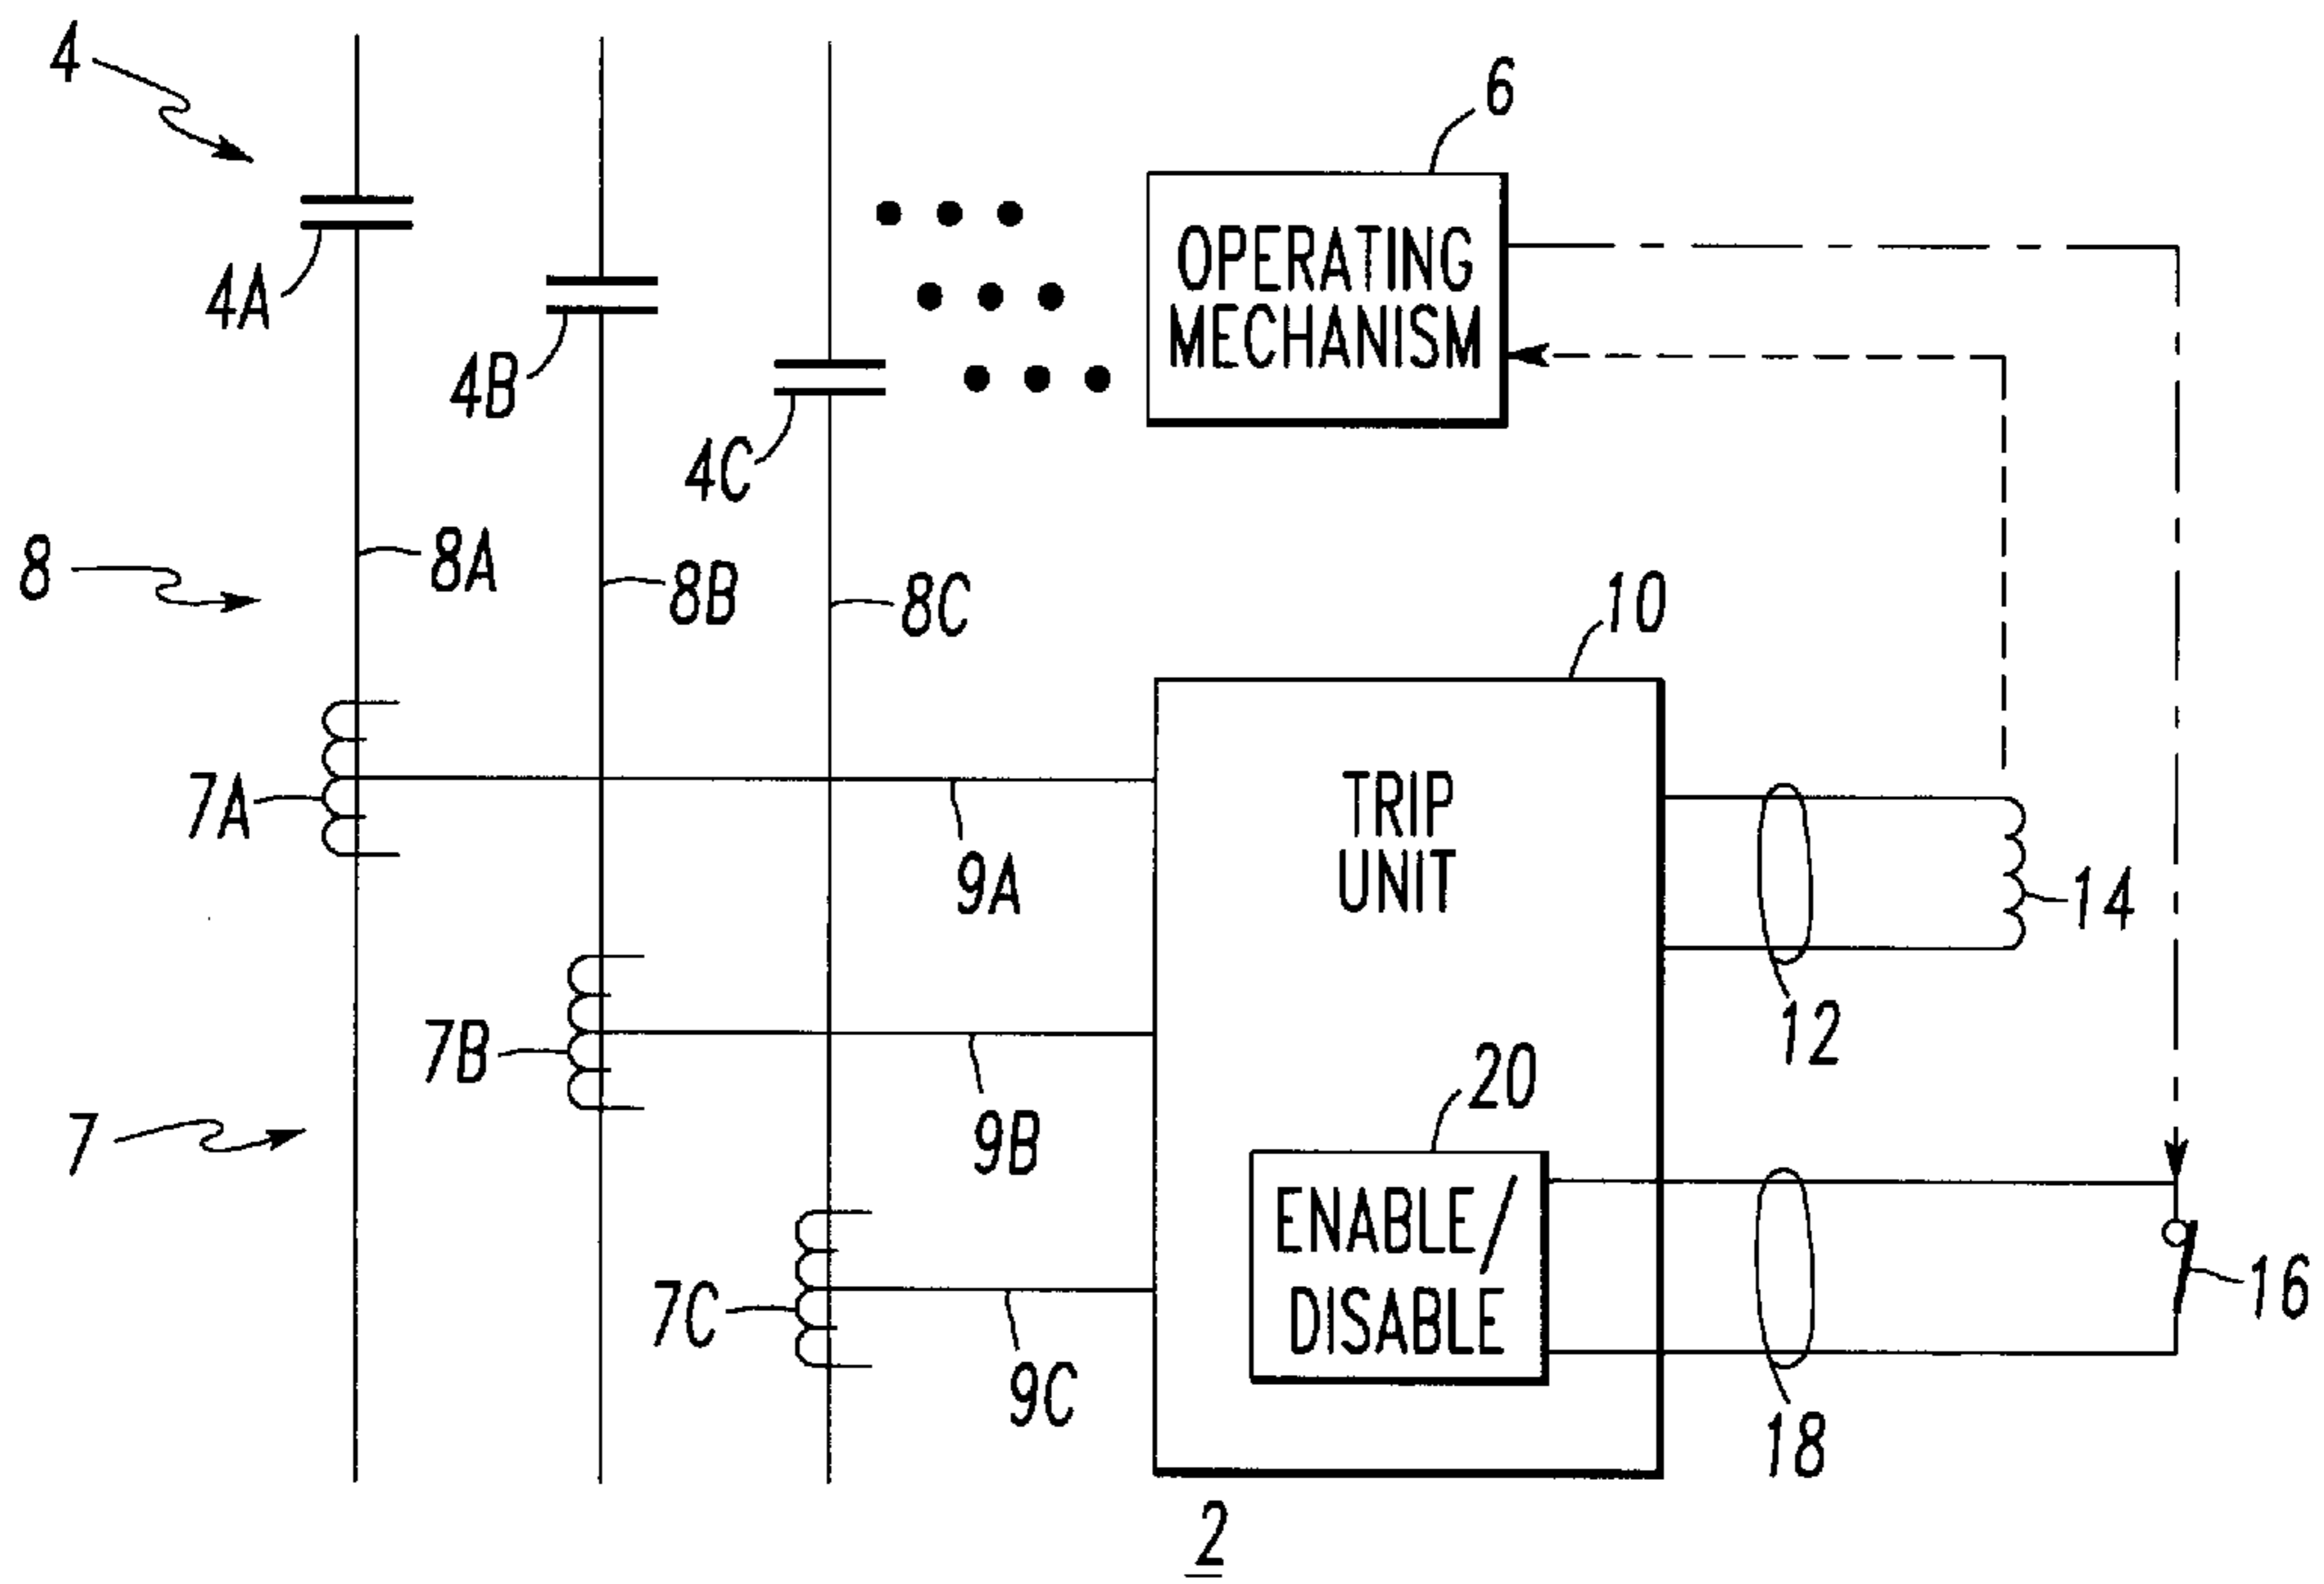 4
6
OPERATING
MECHANISM
4A
4B
4C
8
8A
8B
8C
10
7A
TRIP
UNIT
9A
14
12
7B
20
9B
7
ENABLE/
DISABLE
7C
16
9C
18
2